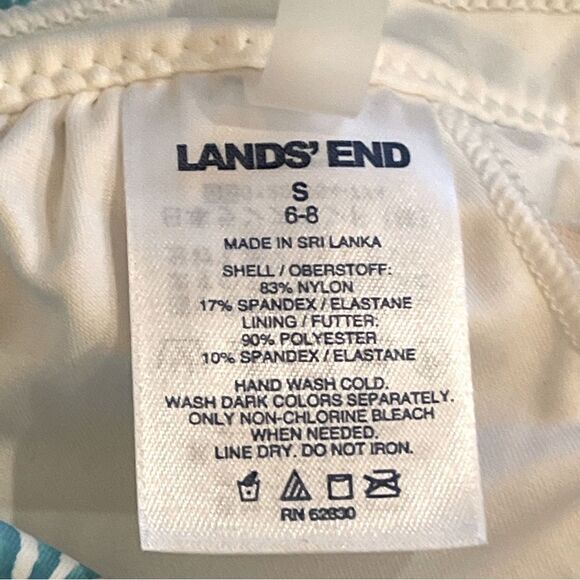 LANDS' END
S
6-8
MADE IN SRI LANKA
SHELL / OBERSTOFF:
83% NYLON
17% SPANDEX / ELASTANE
LINING / FUTTER:
90% POLYESTER
10% SPANDEX / ELASTANE
HAND WASH COLD.
WASH DARK COLORS SEPARATELY.
ONLY NON-CHLORINE BLEACH
WHEN NEEDED.
LINE DRY. DO NOT IRON.
RN 62830